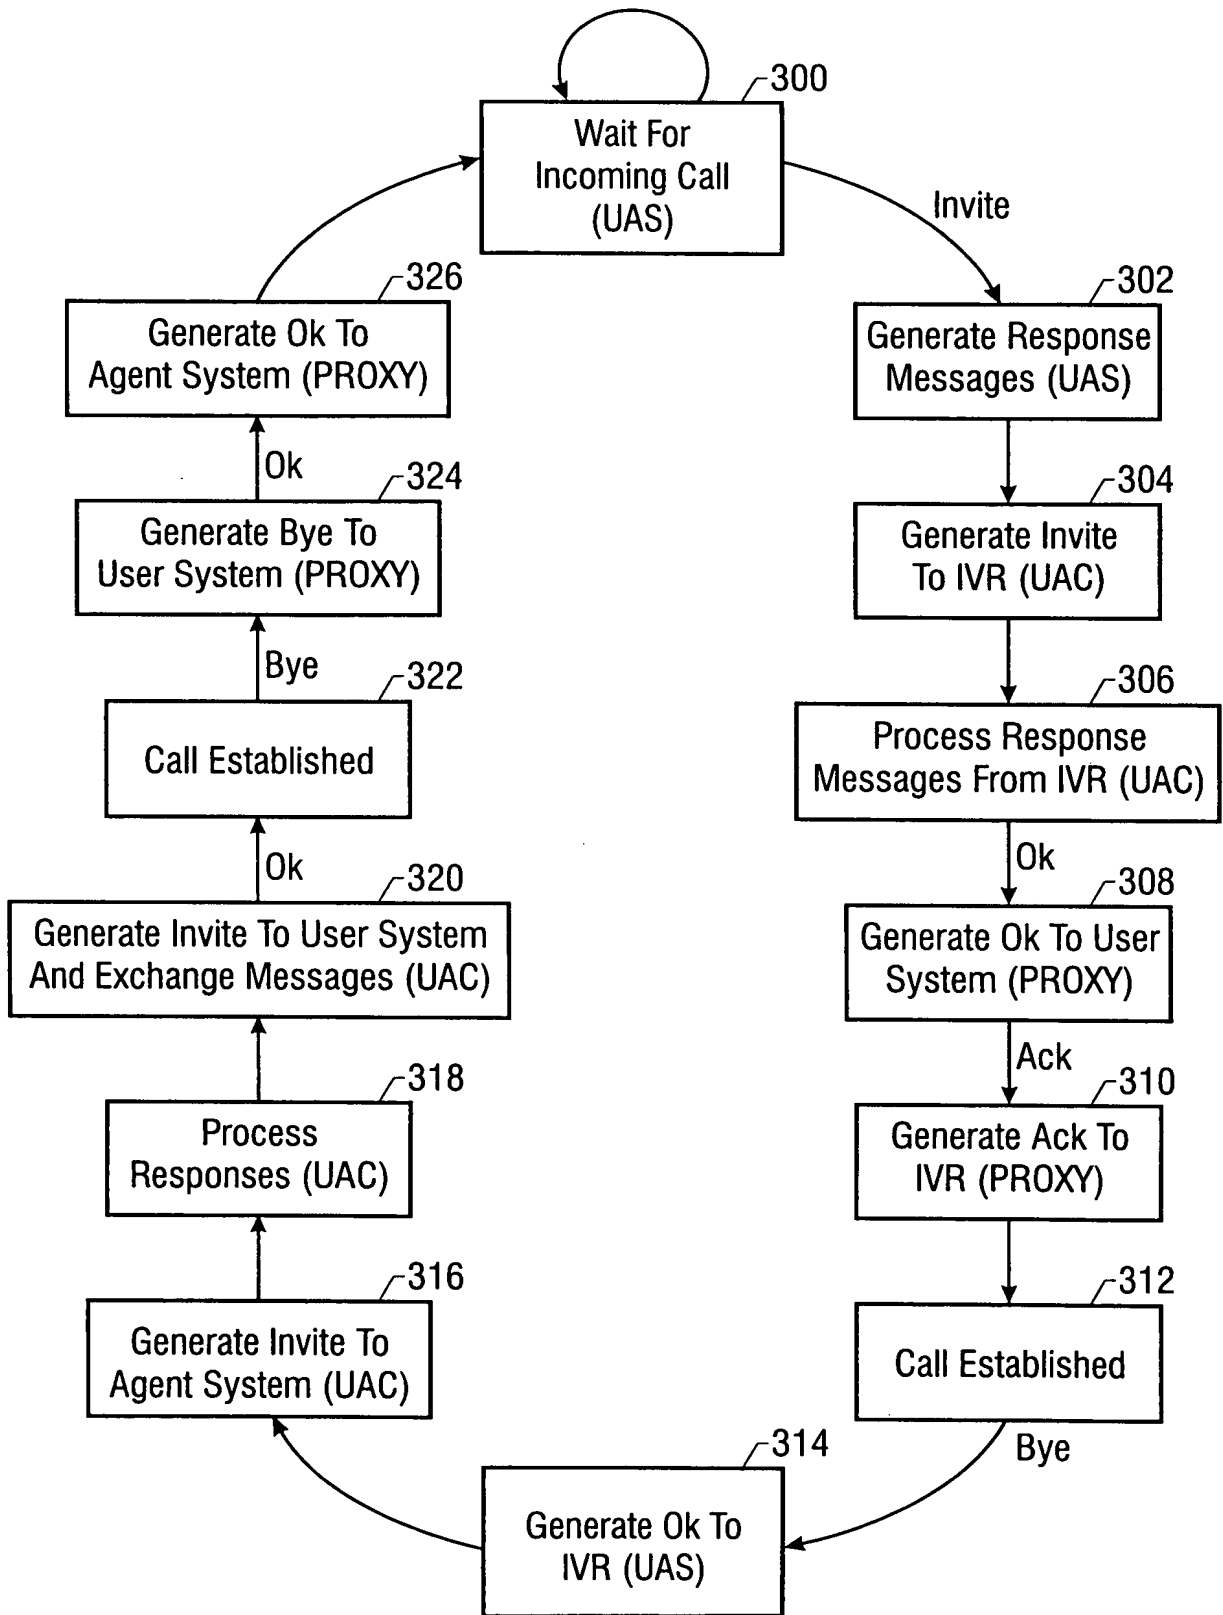 300
Wait For
Incoming Call
(UAS)
Invite
302
Generate Response
Messages (UAS)
304
Generate Invite
To IVR (UAC)
306
Process Response
Messages From IVR (UAC)
Ok
308
Generate Ok To User
System (PROXY)
Ack
310
Generate Ack To
IVR (PROXY)
312
Call Established
Bye
314
Generate Ok To
IVR (UAS)
316
Generate Invite To
Agent System (UAC)
318
Process
Responses (UAC)
320
Generate Invite To User System
And Exchange Messages (UAC)
Ok
322
Call Established
Bye
324
Generate Bye To
User System (PROXY)
Ok
326
Generate Ok To
Agent System (PROXY)